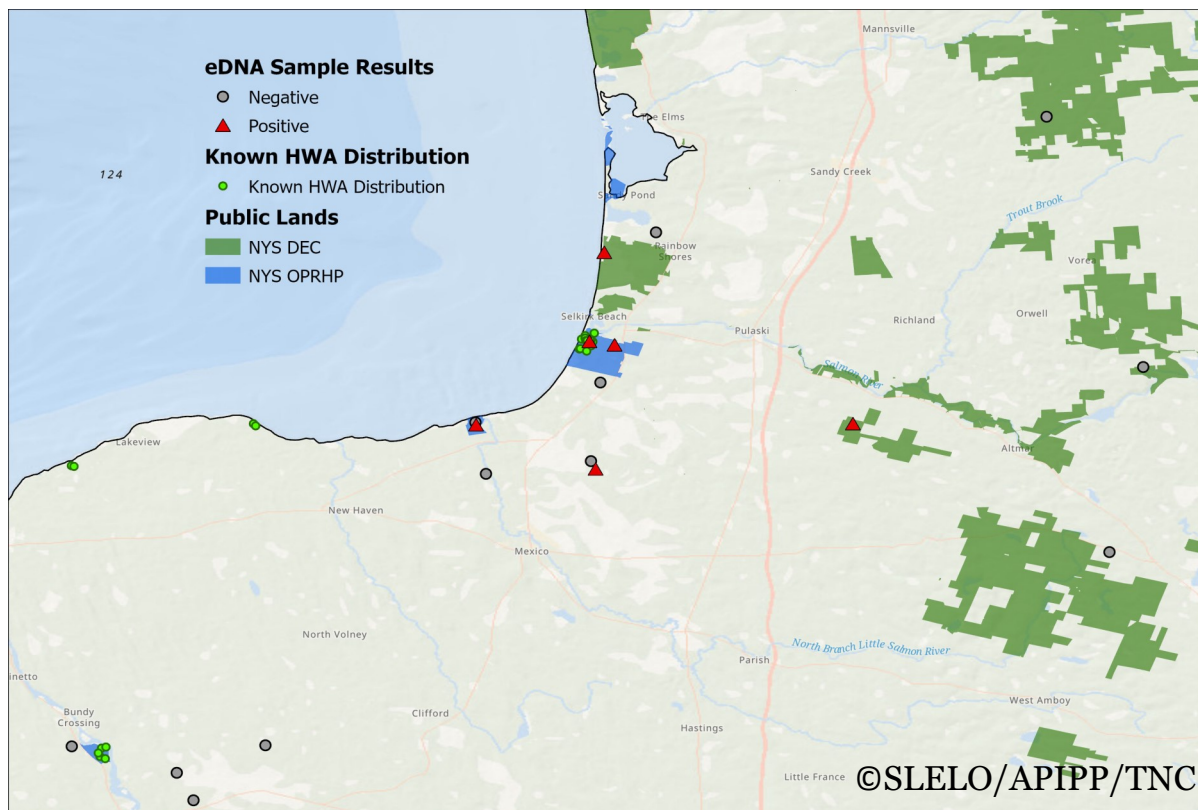 Mannsville
eDNA Sample Results
Negative
Positive
Known HWA Distribution
Known HWA Distribution
Public Lands
NYS DEC
NYS OPRHP
124
The Elms
Sandy Creek
Sandy Pond
Trout Brook
Rainbow
Shores
Vorea
Selkirk Beach
Pulaski
Richland
Orwell
Salmon River
Lakeview
Altmar
New Haven
Mexico
North Volney
North Branch Little Salmon River
Parish
inetto
West Amboy
Bundy
Crossing
Clifford
Hastings
Little France
©SLELO/APIPP/TNC